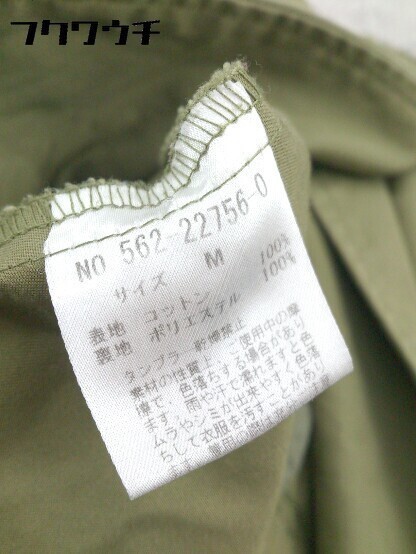 フクワウチ
NO 562-22756-0
サイズ M
表地 コットン 100%
裏地 ポリエステル 100%
タンブラー乾燥禁止
素材の性質上、ご使用中の摩
擦で、色落ちする場合があり
ます。雨や汗で濡れますと色
ムラやシミが出来やすく色落
ちして衣服を汚すことがあり